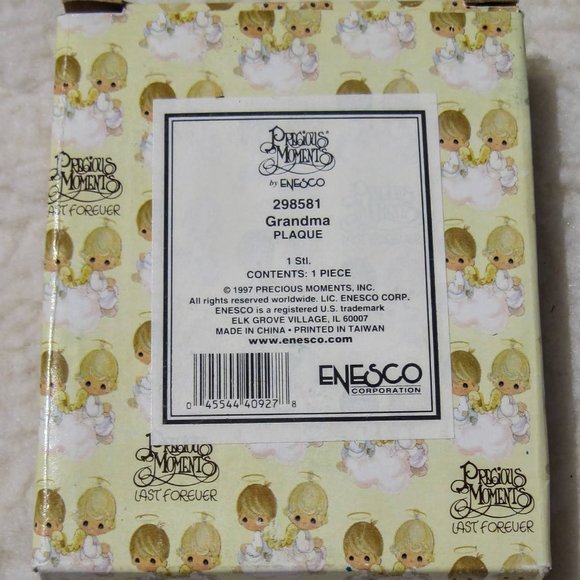 PRECIOUS
MOMENTS
by ENESCO
298581
Grandma
PLAQUE
1 Stl.
CONTENTS: 1 PIECE
© 1997 PRECIOUS MOMENTS, INC.
All rights reserved worldwide. LIC. ENESCO CORP.
ENESCO is a registered U.S. trademark
ELK GROVE VILLAGE, IL 60007
MADE IN CHINA • PRINTED IN TAIWAN
www.enesco.com
0 45544 40927 8
ENESCO
CORPORATION
PRECIOUS
MOMENTS
LAST FOREVER
PRECIOUS
MOMENTS
LAST FOREVER
PRECIOUS
MOMENTS
LAST FOREVER